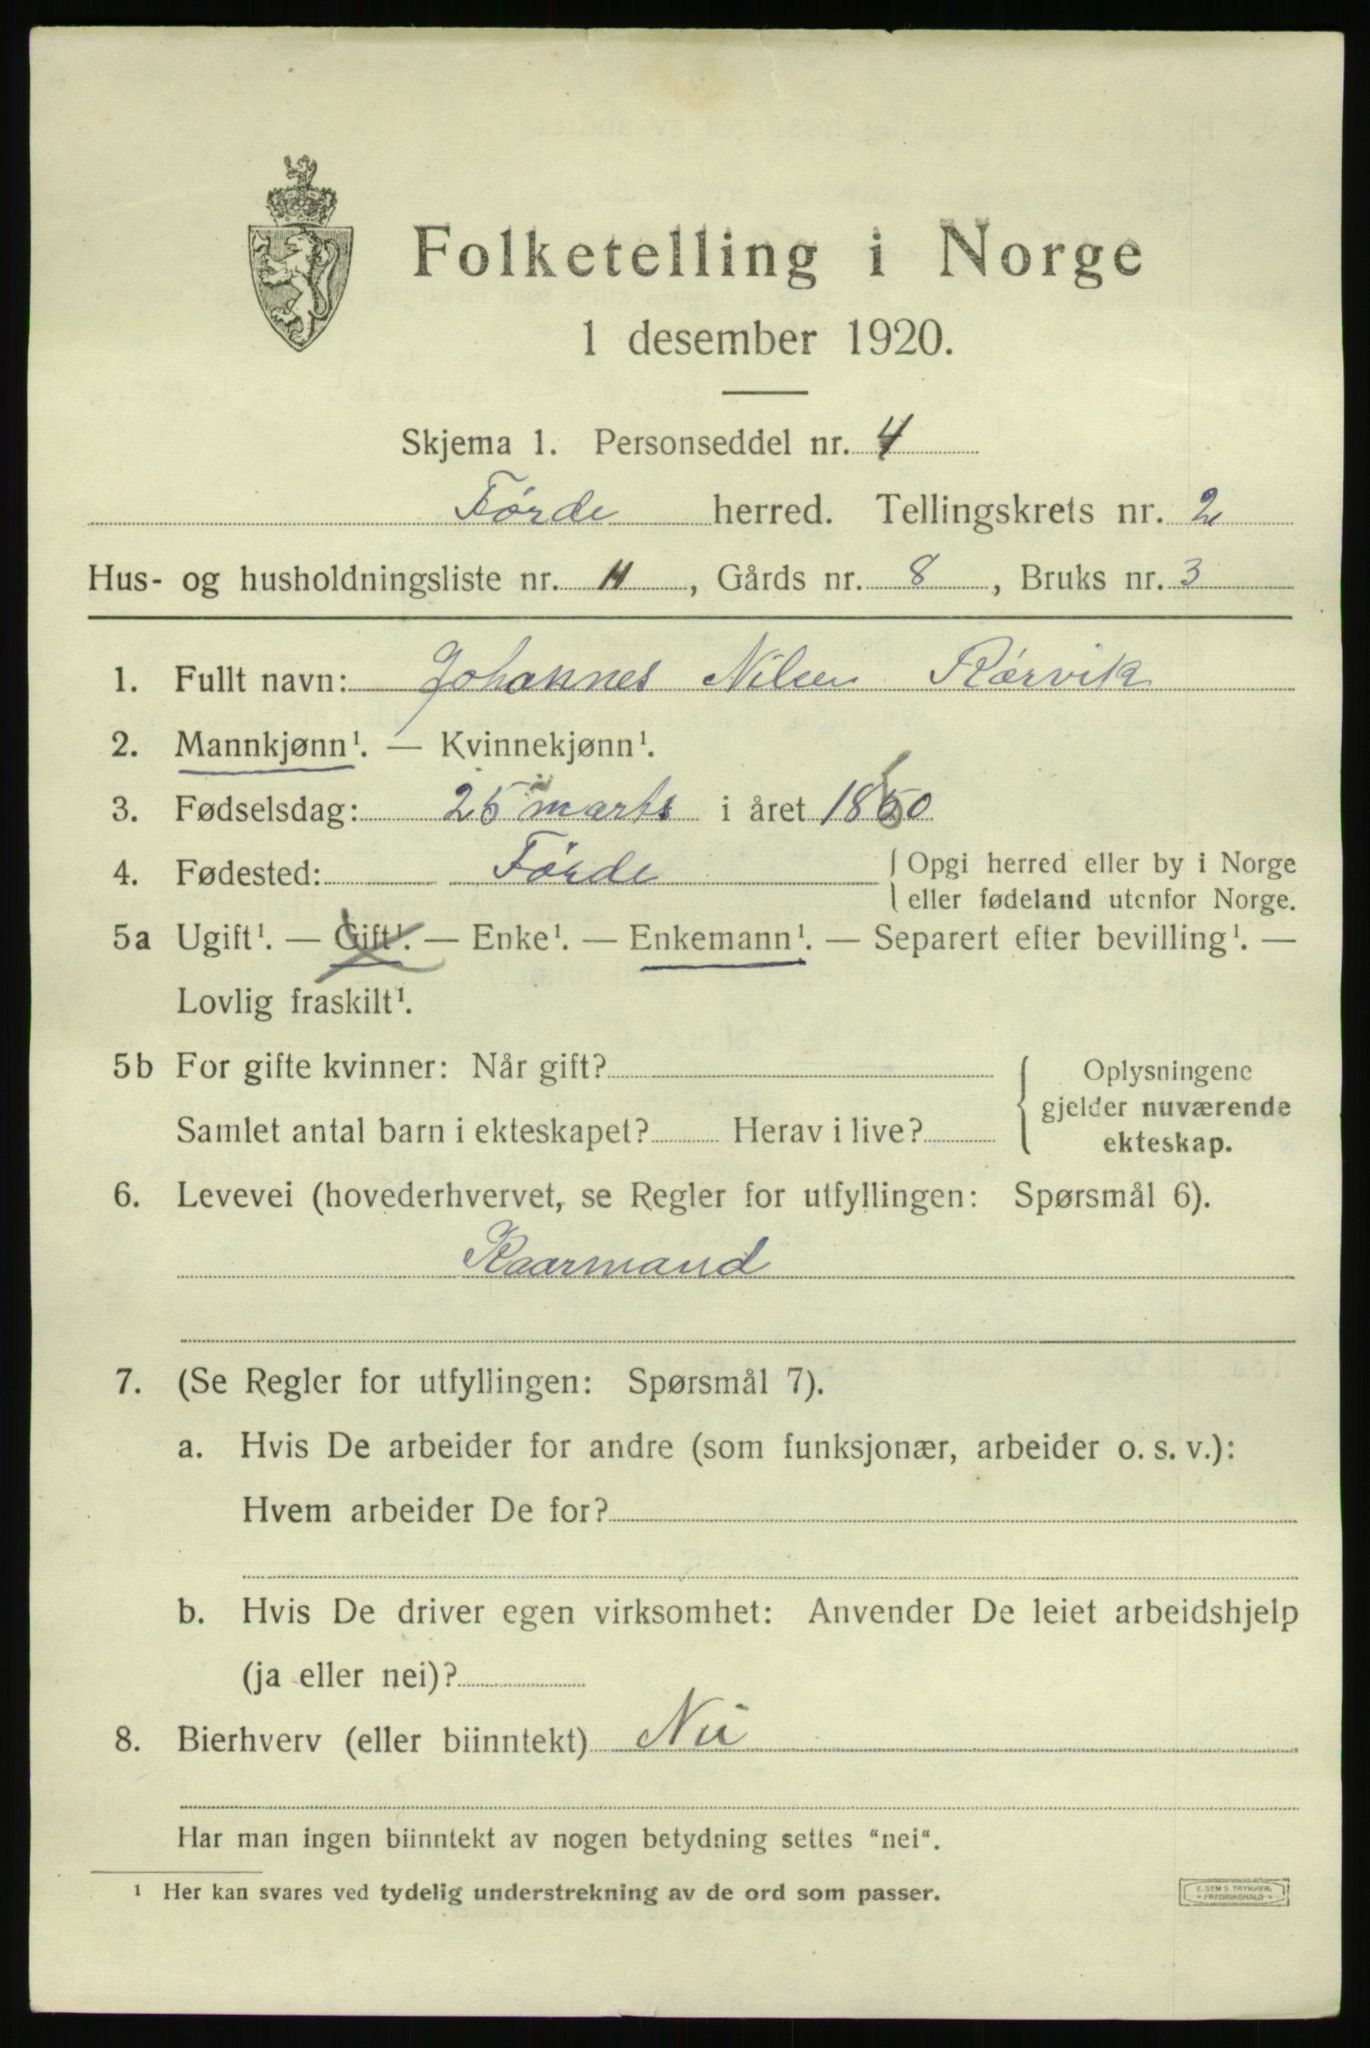 Folketelling i Norge
1 desember 1920.
Skjema 1. Personseddel nr. 4
Førde herred. Tellingskrets nr. 2
Hus- og husholdningsliste nr. 11, Gårds nr. 8, Bruks nr. 3
1. Fullt navn: Johannes Nilsen Rørvik
2. Mannkjønn¹. — Kvinnekjønn¹.
3. Fødselsdag: 25 marts i året 1860
4. Fødested: Førde { Opgi herred eller by i Norge
eller fødeland utenfor Norge.
5a Ugift¹. — Gift¹. — Enke¹. — Enkemann¹. — Separert efter bevilling¹. —
Lovlig fraskilt¹.
5b For gifte kvinner: Når gift?
Samlet antal barn i ekteskapet? Herav i live?
{ Oplysningene
gjelder nuværende
ekteskap.
6. Levevei (hovederhvervet, se Regler for utfyllingen: Spørsmål 6).
Kaarmand
7. (Se Regler for utfyllingen: Spørsmål 7).
a. Hvis De arbeider for andre (som funksjonær, arbeider o. s. v.):
Hvem arbeider De for?
b. Hvis De driver egen virksomhet: Anvender De leiet arbeidshjelp
(ja eller nei)?
8. Bierhverv (eller biinntekt) Nei
Har man ingen biinntekt av nogen betydning settes "nei".
¹ Her kan svares ved tydelig understrekning av de ord som passer.
E. SEM'S TRYKKERI
FREDRIKSHALD